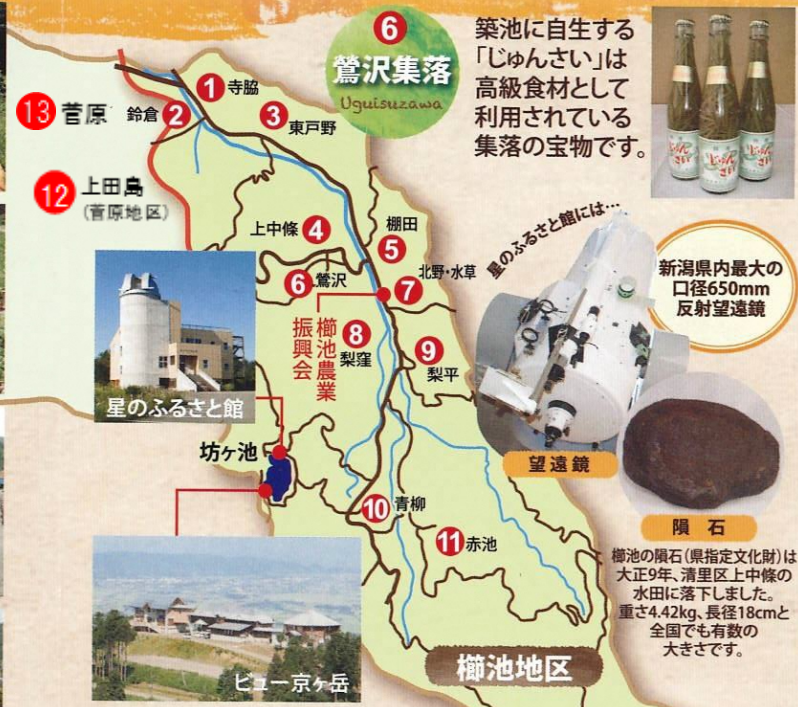 6
鶯沢集落
Uguisuzawa
築池に自生する
「じゅんさい」は
高級食材として
利用されている
集落の宝物です。
じゅんさい
13 菅原
12 上田島
(菅原地区)
1 寺脇
鈴倉 2
3
東戸野
上中條 4
棚田
5
6 鶯沢
北野・水草
7
櫛池農業
振興会
8
梨窪
9
梨平
10 青柳
11 赤池
星のふるさと館
坊ヶ池
ビュー京ヶ岳
櫛池地区
星のふるさと館には…
新潟県内最大の
口径650mm
反射望遠鏡
望遠鏡
隕石
櫛池の隕石(県指定文化財)は
大正9年、清里区上中條の
水田に落下しました。
重さ4.42kg、長径18cmと
全国でも有数の
大きさです。